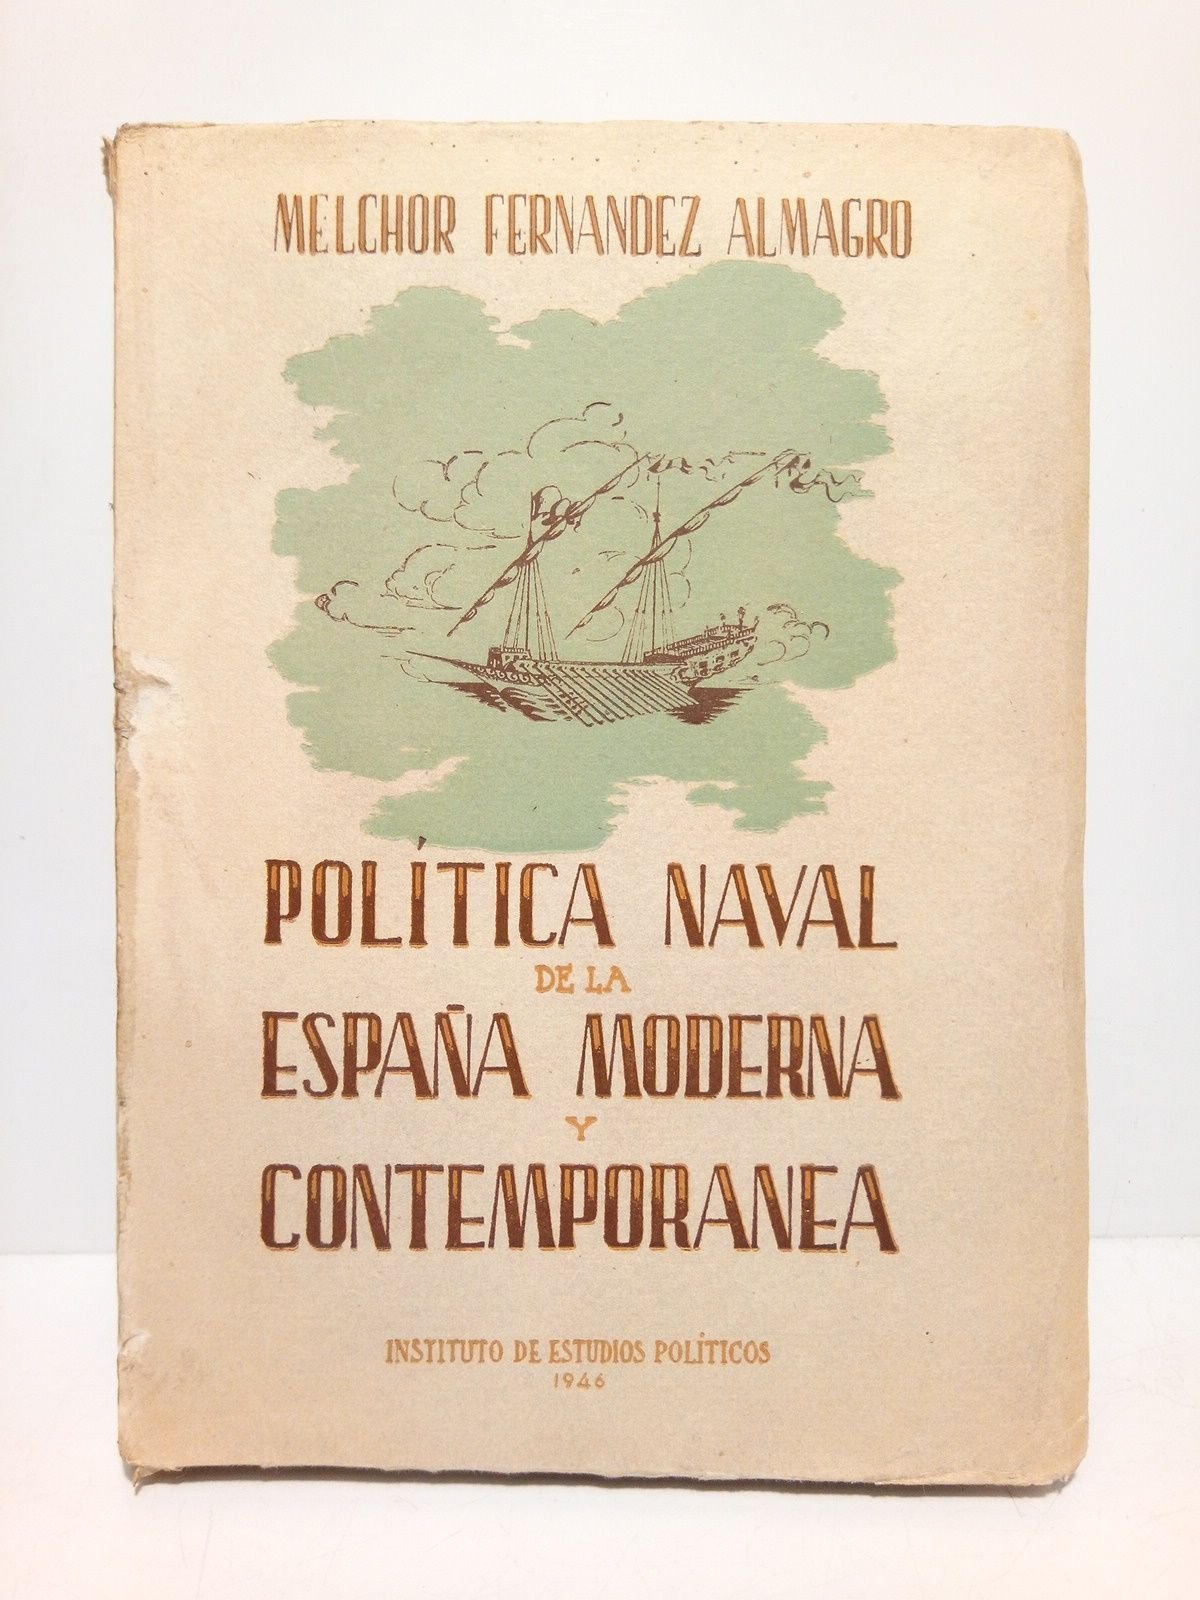 MELCHOR FERNANDEZ ALMAGRO
POLÍTICA NAVAL
DE LA
ESPAÑA MODERNA
Y
CONTEMPORANEA
INSTITUTO DE ESTUDIOS POLÍTICOS
1946